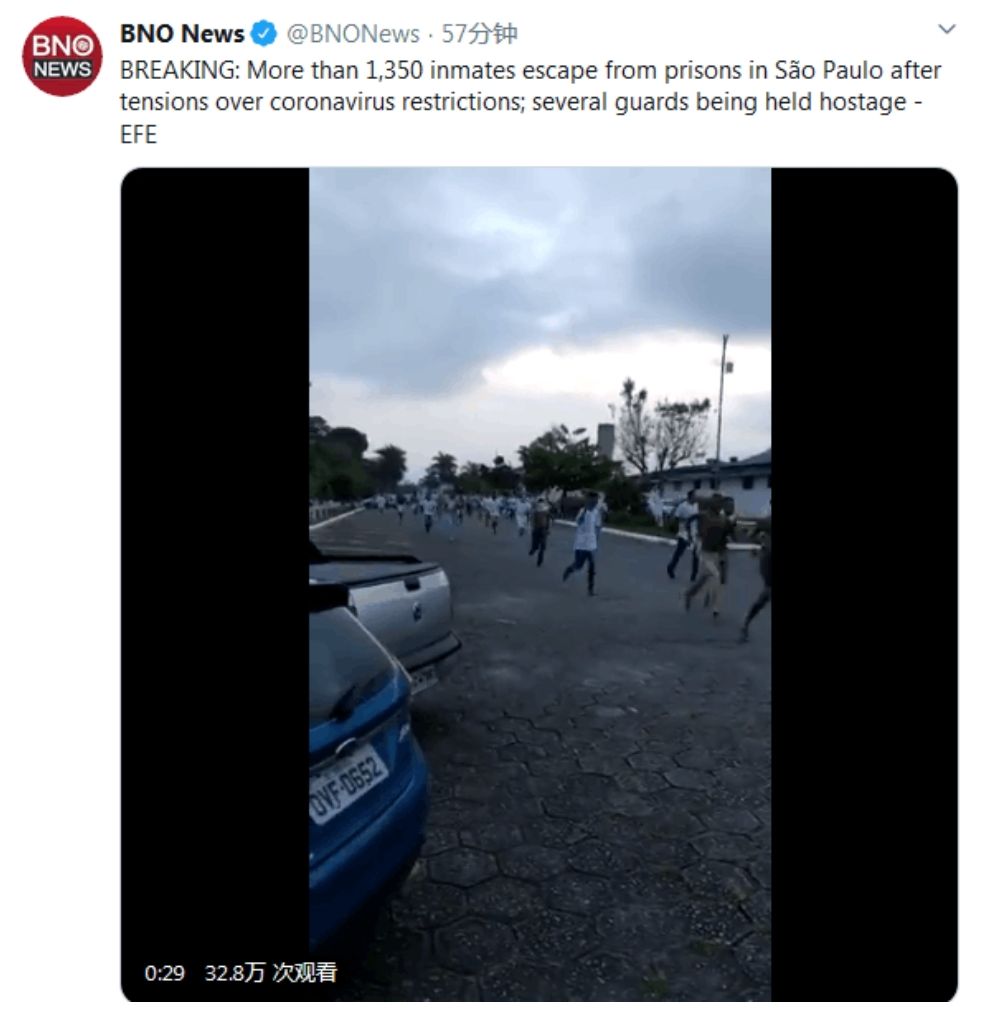 BNO
NEWS
BNO News @BNONews · 57分钟
BREAKING: More than 1,350 inmates escape from prisons in São Paulo after
tensions over coronavirus restrictions; several guards being held hostage -
EFE
OVF-0652
0:29 32.8万 次观看